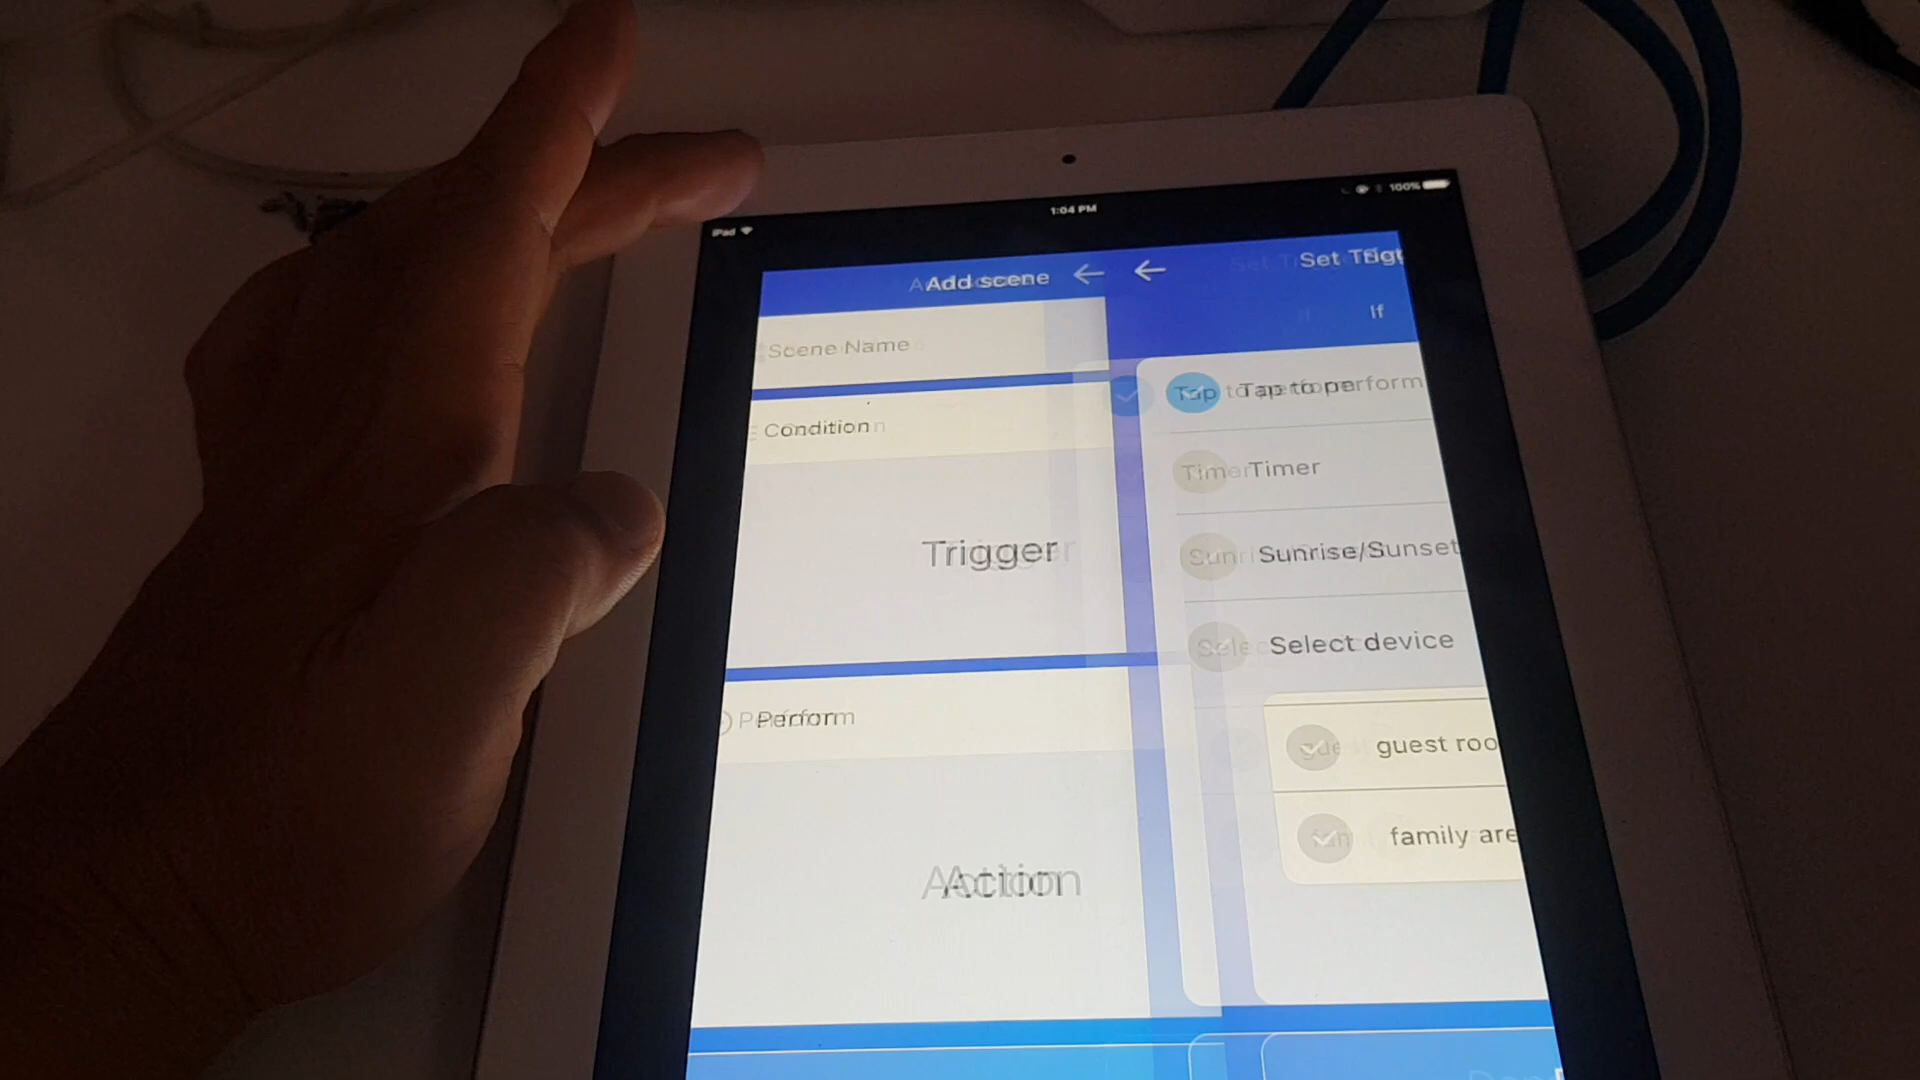 iPad
1:04 PM
100%
Add scene
Set
If
Scene Name
Condition
Trigger
Perform
Action
Tap to perform
Timer
Sunrise/Sunset
Select device
guest roo
family are